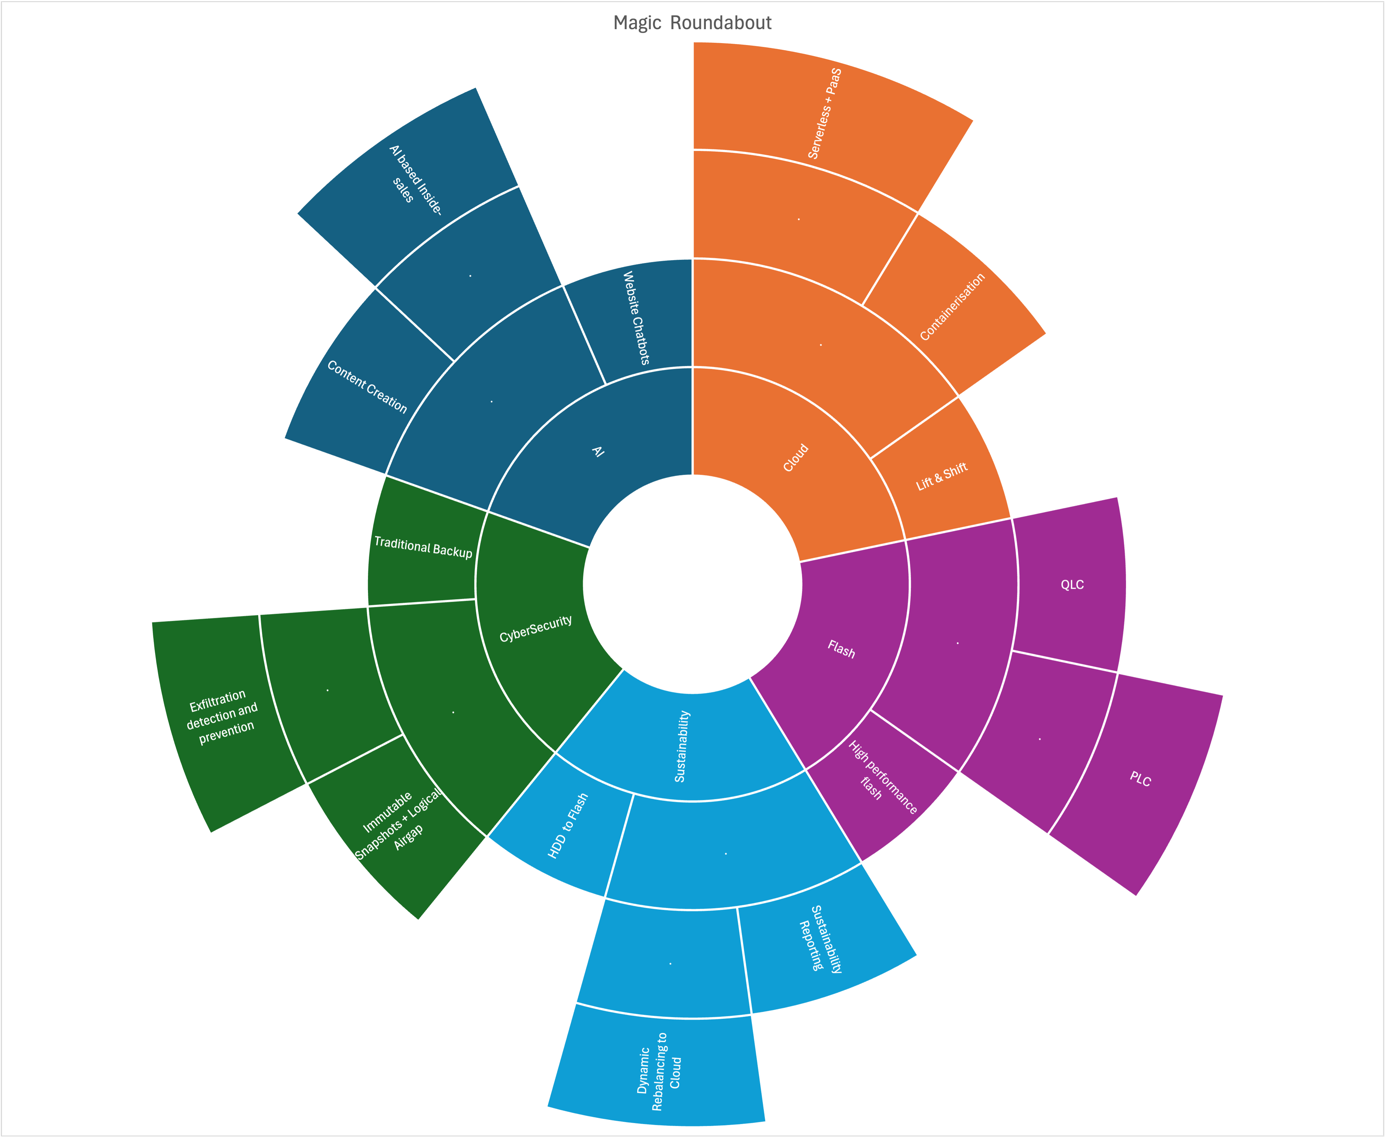 Magic Roundabout
Serverless + PaaS
.
.
Containerisation
Cloud
Lift & Shift
QLC
.
Flash
.
PLC
High performance
flash
Sustainability
.
Sustainability
Reporting
HDD to Flash
.
Dynamic
Rebalancing to
Cloud
CyberSecurity
.
Immutable
Snapshots + Logical
Airgap
.
Exfiltration
detection and
prevention
Traditional Backup
AI
.
Content Creation
.
AI based Inside-
sales
Website Chatbots